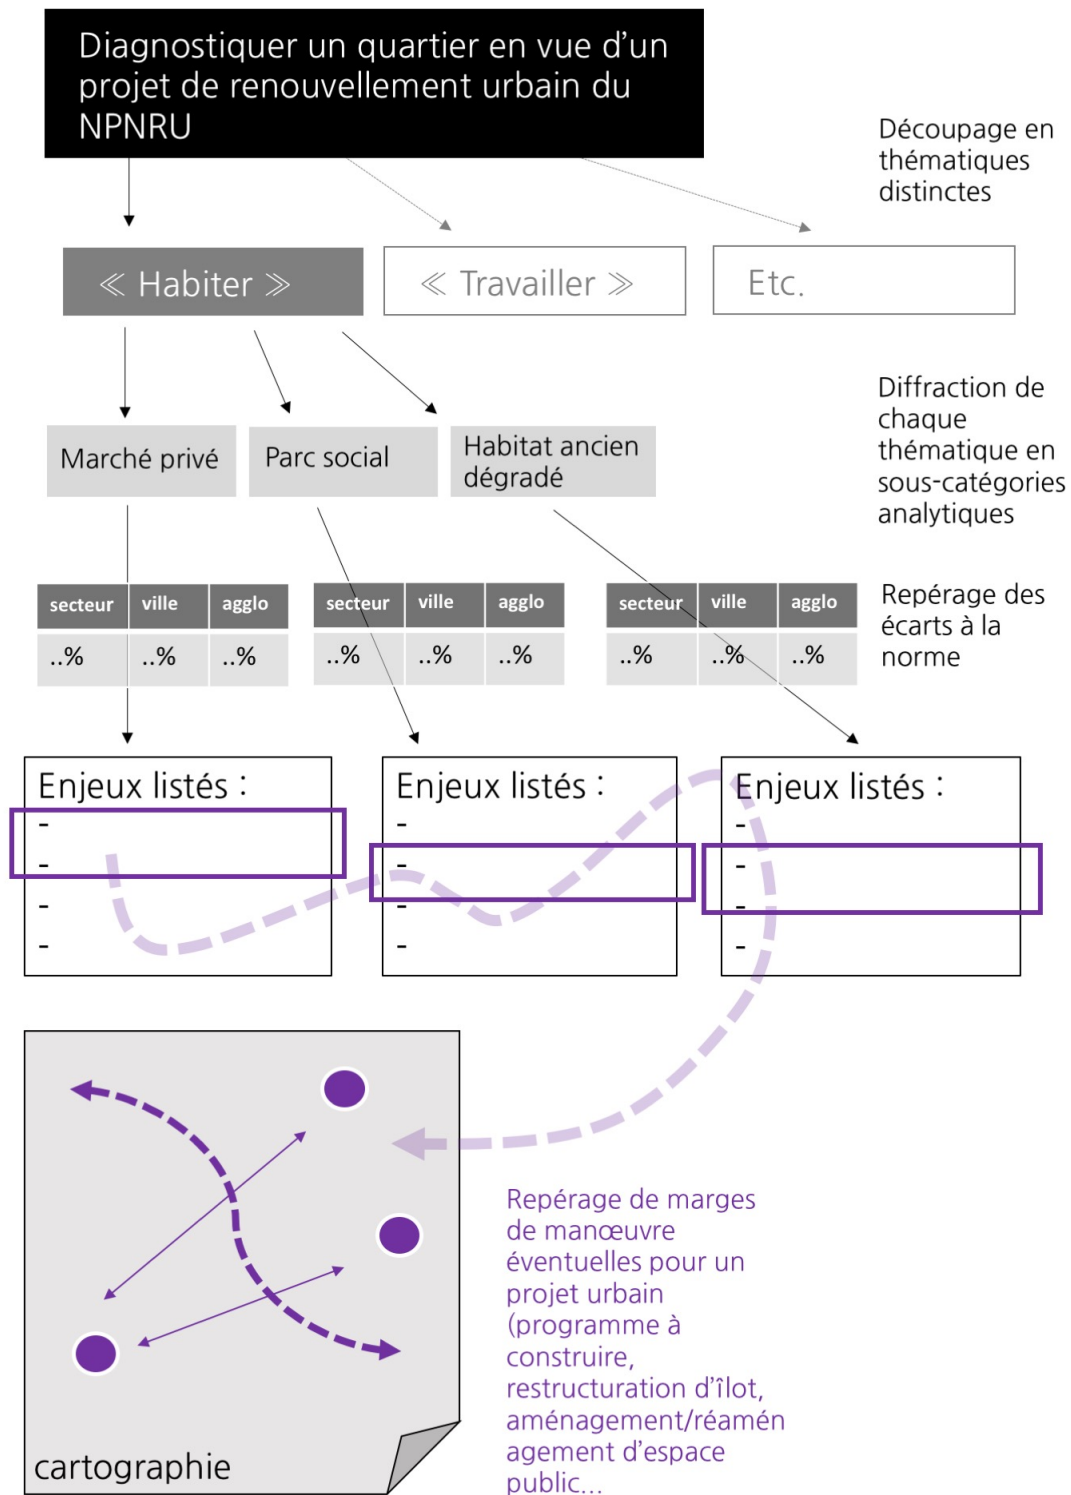 Diagnostiquer un quartier en vue d’un
projet de renouvellement urbain du
NPNRU
Découpage en
thématiques
distinctes
≪ Habiter ≫
≪ Travailler ≫
Etc.
Diffraction de
chaque
thématique en
sous-catégories
analytiques
Marché privé
Parc social
Habitat ancien
dégradé
secteur ville agglo
..% ..% ..%
secteur ville agglo
..% ..% ..%
secteur ville agglo
..% ..% ..%
Repérage des
écarts à la
norme
Enjeux listés :
-
-
-
-
Enjeux listés :
-
-
-
-
Enjeux listés :
-
-
-
-
Repérage de marges
de manœuvre
éventuelles pour un
projet urbain
(programme à
construire,
restructuration d’îlot,
aménagement/réamén
agement d’espace
public...
cartographie